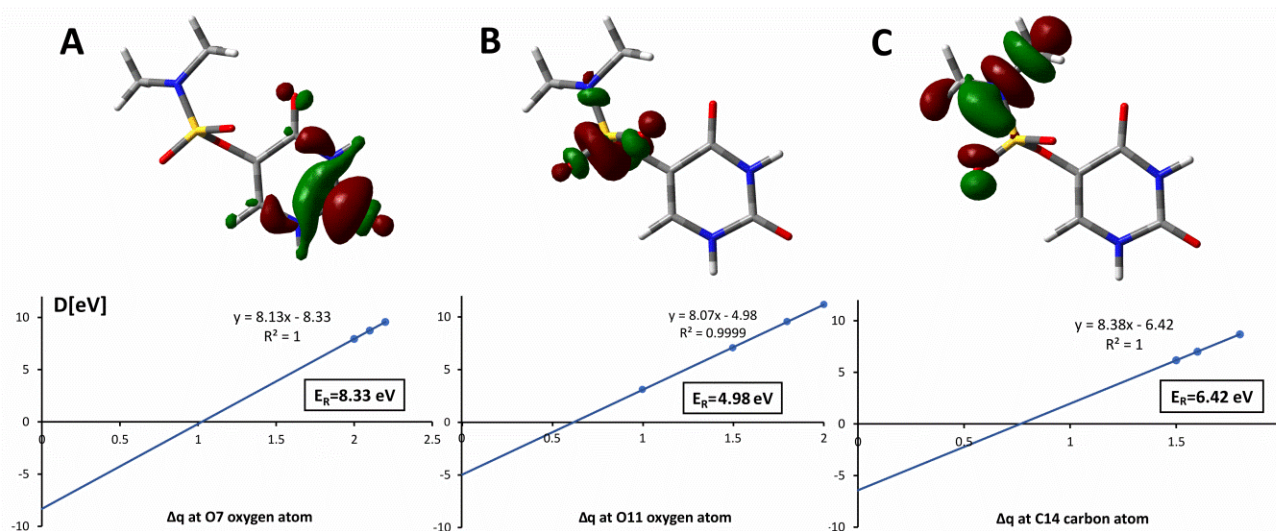 A
B
C
D[eV]
y = 8.13x - 8.33
R² = 1
E_R=8.33 eV
10
5
0
-5
-10
0
0.5
1
1.5
2
2.5
Δq at O7 oxygen atom
y = 8.07x - 4.98
R² = 0.9999
E_R=4.98 eV
10
5
0
-5
-10
0
0.5
1
1.5
2
Δq at O11 oxygen atom
y = 8.38x - 6.42
R² = 1
E_R=6.42 eV
10
5
0
-5
-10
0
0.5
1
1.5
Δq at C14 carbon atom